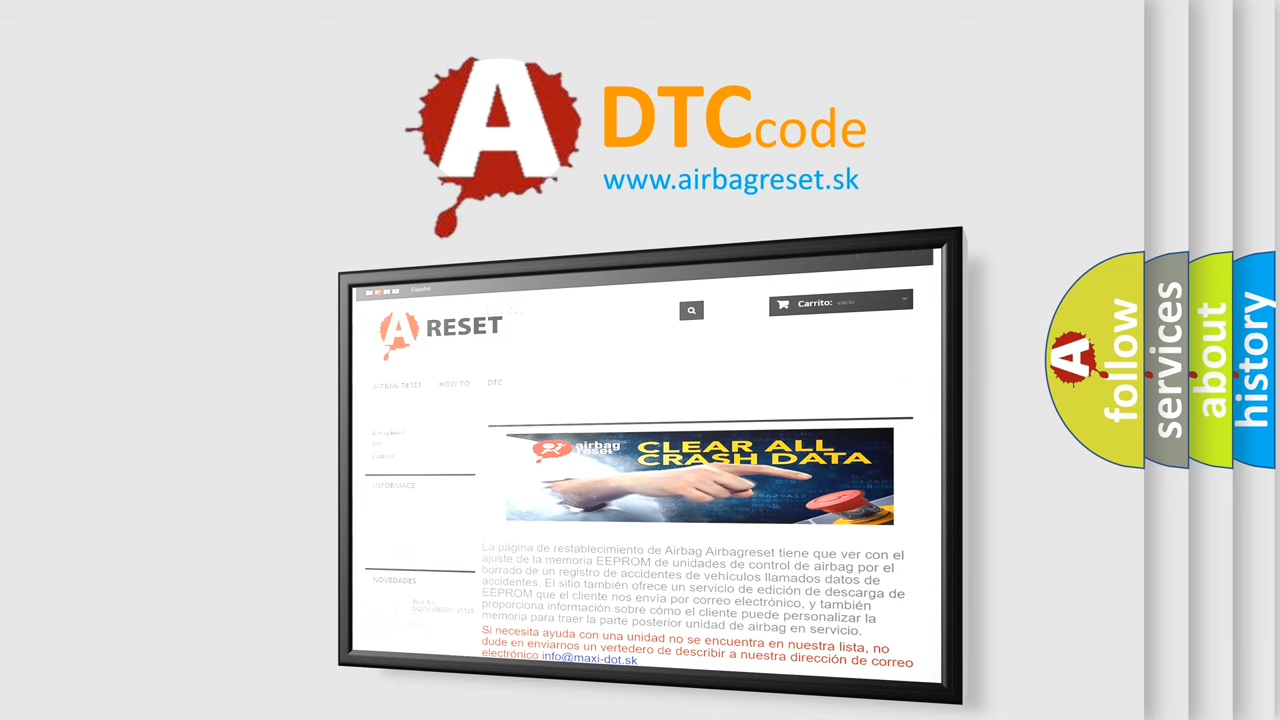 A
DTCcode
www.airbagreset.sk
Español
A RESET
Carrito: vacío
AIRBAG RESET HOW TO DTC
INFORMACE
NOVEDADES
airbag
reset
CLEAR ALL
CRASH DATA
La página de restablecimiento de Airbag Airbagreset tiene que ver con el
ajuste de la memoria EEPROM de unidades de control de airbag por el
borrado de un registro de accidentes de vehículos llamados datos de
accidentes. El sitio también ofrece un servicio de edición de descarga de
EEPROM que el cliente nos envía por correo electrónico, y también
proporciona información sobre cómo el cliente puede personalizar la
memoria para traer la parte posterior unidad de airbag en servicio.
Si necesita ayuda con una unidad no se encuentra en nuestra lista, no
dude en enviarnos un vertedero de describir a nuestra dirección de correo
electrónico info@maxi-dot.sk
A
follow
services
about
history